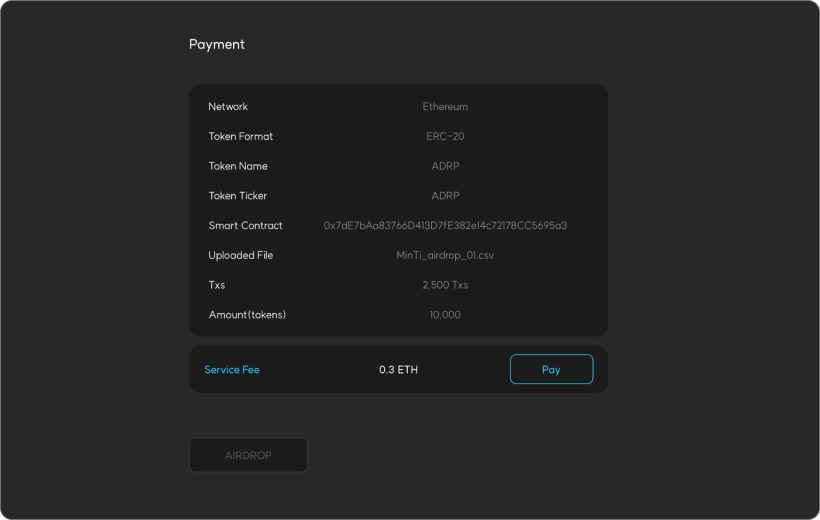 Payment
Network Ethereum
Token Format ERC-20
Token Name ADRP
Token Ticker ADRP
Smart Contract 0x7dE7bAa83766D413D7fE382e14c72178CC5695a3
Uploaded File MinTi_airdrop_01.csv
Txs 2,500 Txs
Amount(tokens) 10,000
Service Fee 0.3 ETH Pay
AIRDROP